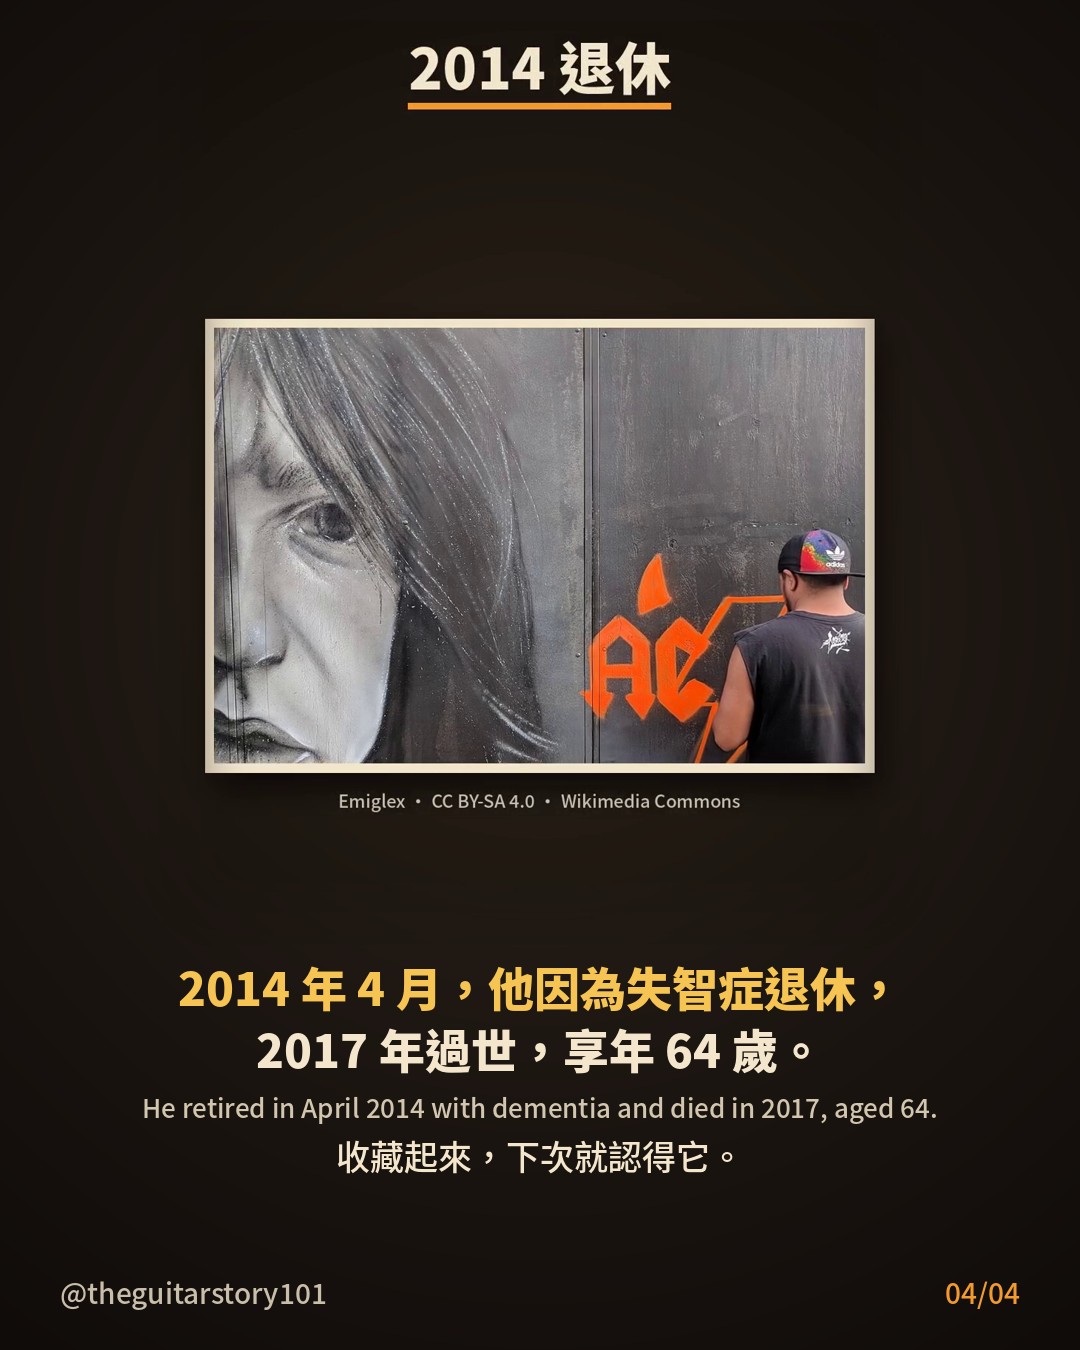 2014 退休
adidas
AC
Emiglex • CC BY-SA 4.0 • Wikimedia Commons
2014 年 4 月，他因為失智症退休，
2017 年過世，享年 64 歲。
He retired in April 2014 with dementia and died in 2017, aged 64.
收藏起來，下次就認得它。
@theguitarstory101
04/04